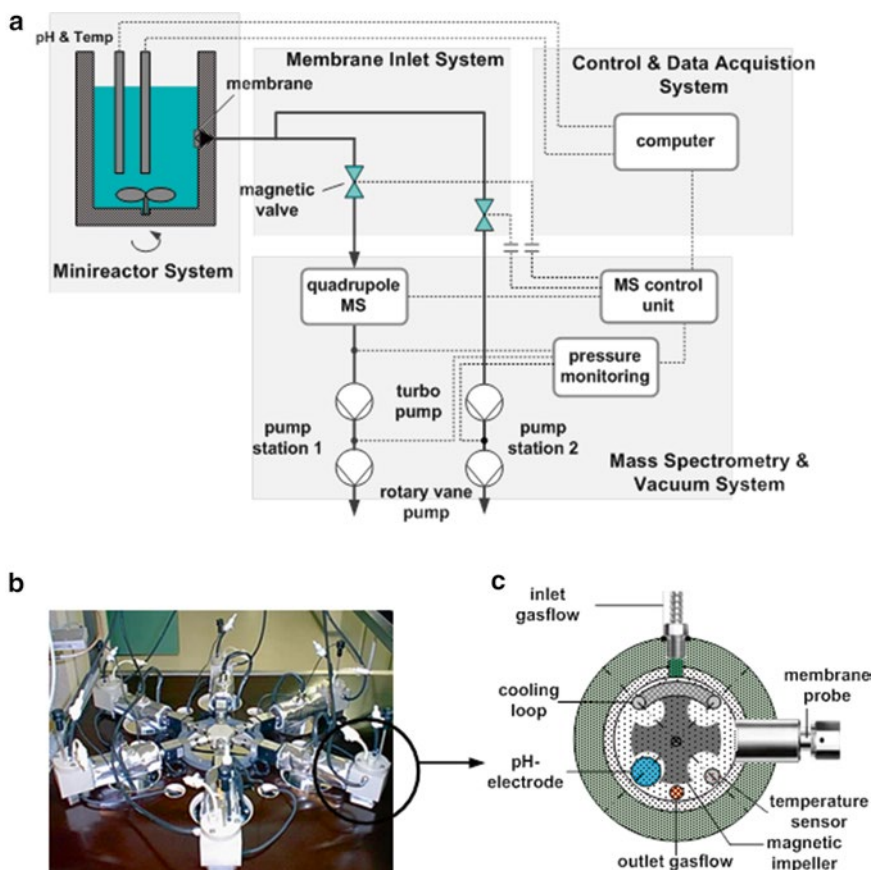 a
pH & Temp
membrane
Minireactor System
Membrane Inlet System
magnetic
valve
Control & Data Acquistion
System
computer
quadrupole
MS
MS control
unit
pressure
monitoring
turbo
pump
pump
station 1
pump
station 2
rotary vane
pump
Mass Spectrometry &
Vacuum System
b
c
inlet
gasflow
cooling
loop
pH-
electrode
membrane
probe
temperature
sensor
magnetic
impeller
outlet gasflow